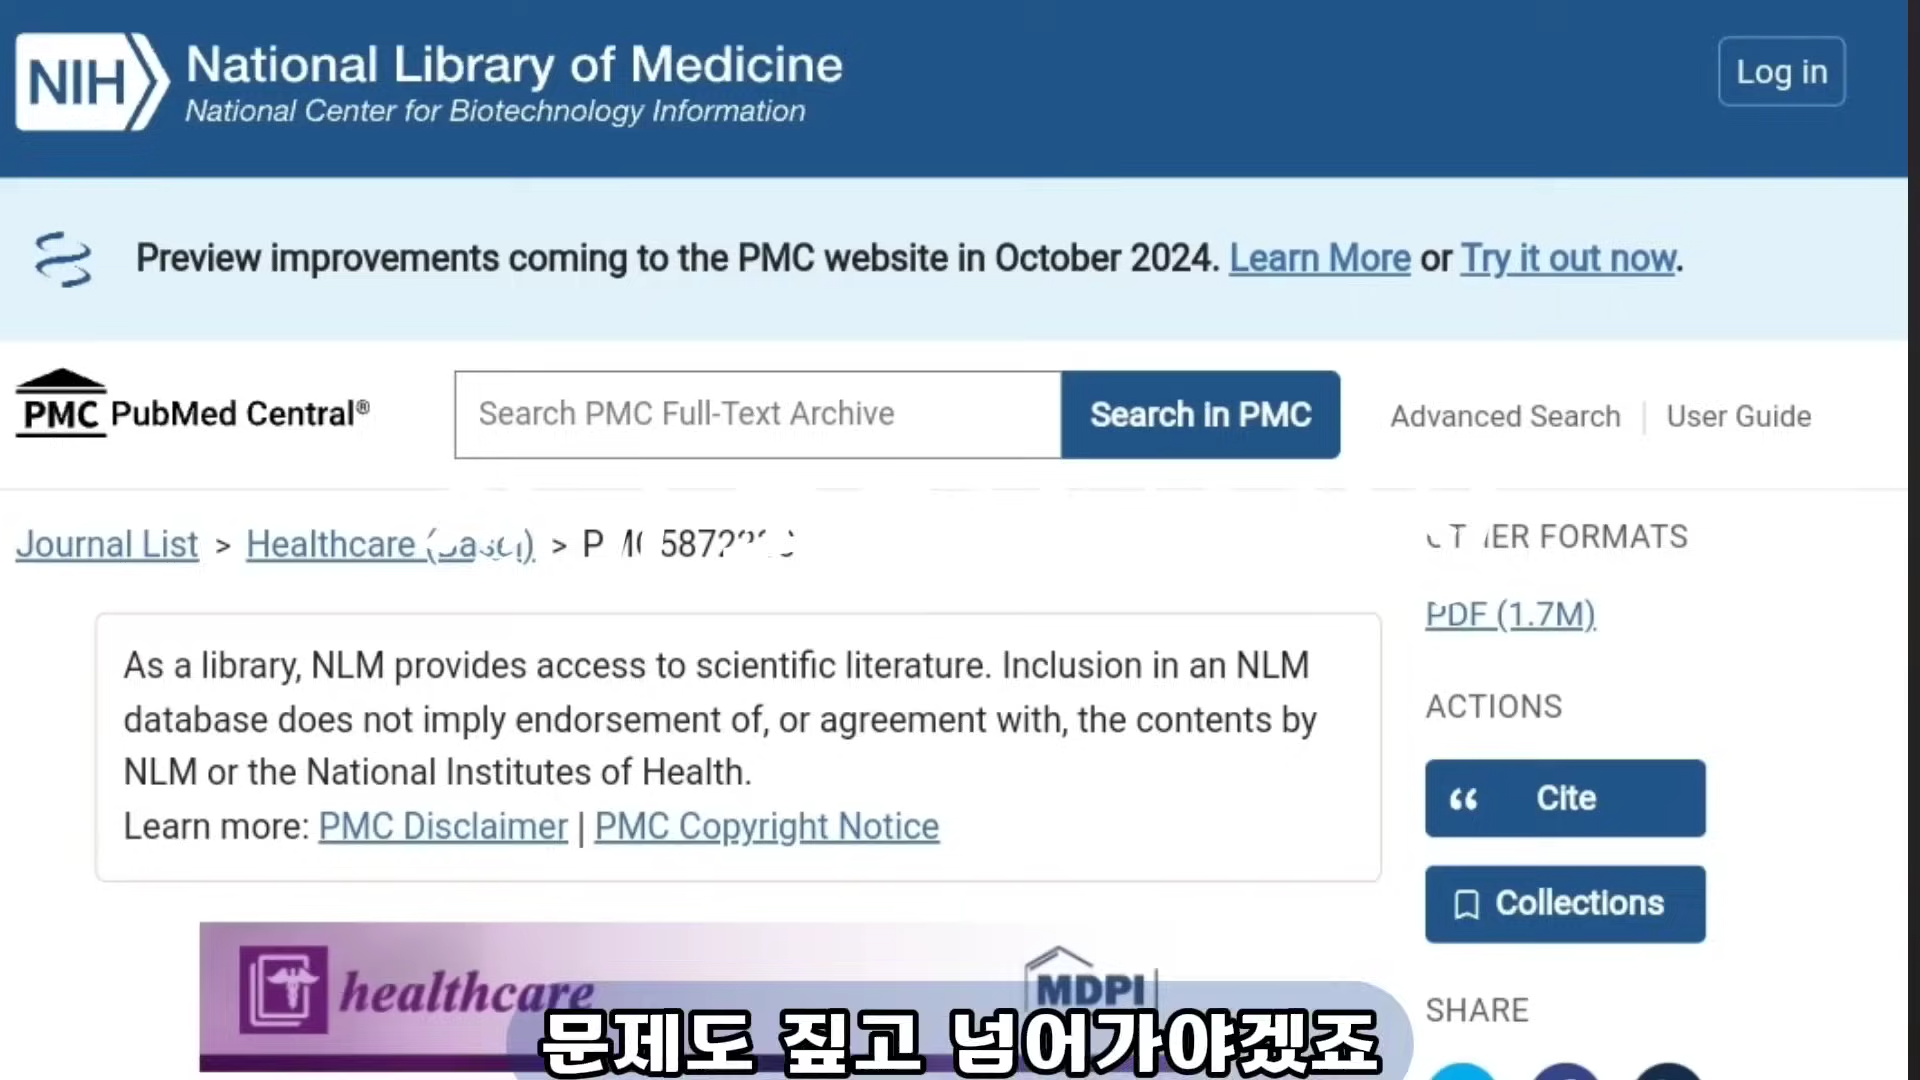 NIH National Library of Medicine
National Center for Biotechnology Information
Log in
Preview improvements coming to the PMC website in October 2024. Learn More or Try it out now.
PMC PubMed Central®
Search PMC Full-Text Archive
Search in PMC
Advanced Search | User Guide
Journal List > Healthcare >
FORMATS
PDF (1.7M)
As a library, NLM provides access to scientific literature. Inclusion in an NLM
database does not imply endorsement of, or agreement with, the contents by
NLM or the National Institutes of Health.
Learn more: PMC Disclaimer | PMC Copyright Notice
ACTIONS
Cite
Collections
SHARE
healthcare
MDPI
문제도 짚고 넘어가야겠죠